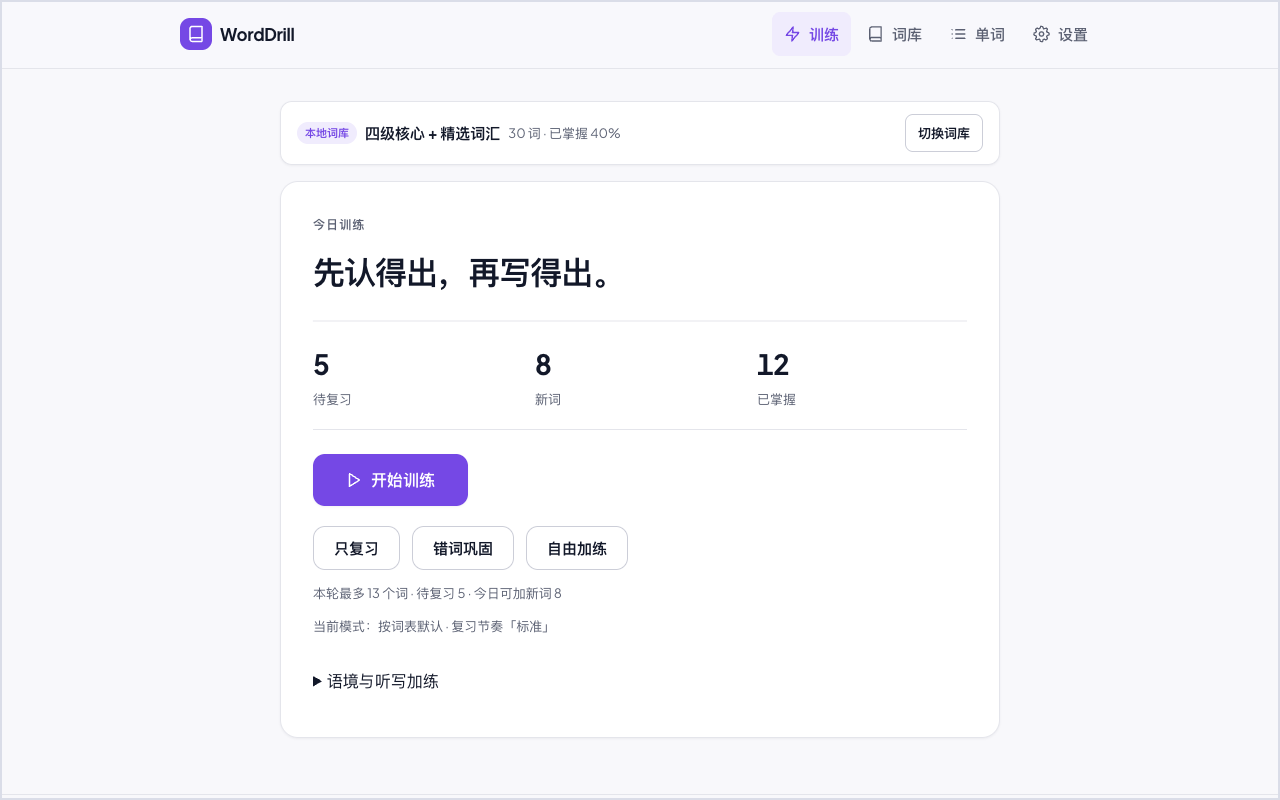 WordDrill
训练
词库
单词
设置
本地词库
四级核心 + 精选词汇
30 词 · 已掌握 40%
切换词库
今日训练
先认得出，再写得出。
5
待复习
8
新词
12
已掌握
开始训练
只复习
错词巩固
自由加练
本轮最多 13 个词 · 待复习 5 · 今日可加新词 8
当前模式：按词表默认 · 复习节奏「标准」
语境与听写加练